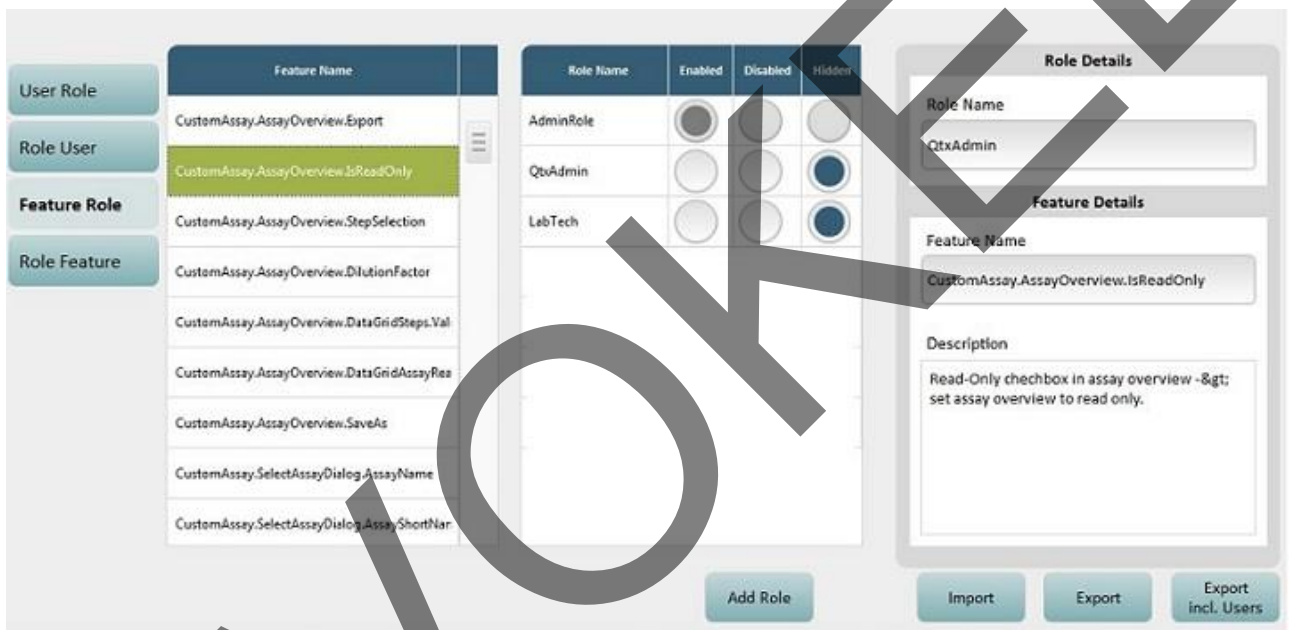 User Role
Role User
Feature Role
Role Feature
Feature Name
CustomAssay.AssayOverview.Export
CustomAssay.AssayOverview.IsReadOnly
CustomAssay.AssayOverview.StepSelection
CustomAssay.AssayOverview.DilutionFactor
CustomAssay.AssayOverview.DataGridSteps.Val
CustomAssay.AssayOverview.DataGridAssayRea
CustomAssay.AssayOverview.SaveAs
CustomAssay.SelectAssayDialog.AssayName
CustomAssay.SelectAssayDialog.AssayShortNar
Role Name Enabled Disabled Hidden
AdminRole
QtxAdmin
LabTech
Add Role
Role Details
Role Name
QtxAdmin
Feature Details
Feature Name
CustomAssay.AssayOverview.IsReadOnly
Description
Read-Only chechbox in assay overview -&gt;
set assay overview to read only.
Import
Export
Export
incl. Users
VOKED